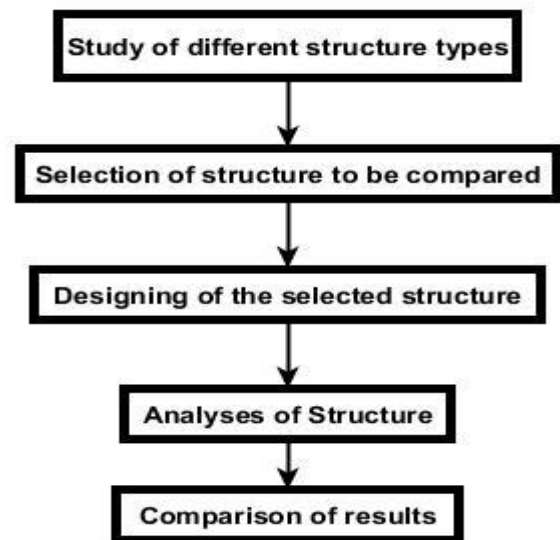 Study of different structure types
Selection of structure to be compared
Designing of the selected structure
Analyses of Structure
Comparison of results